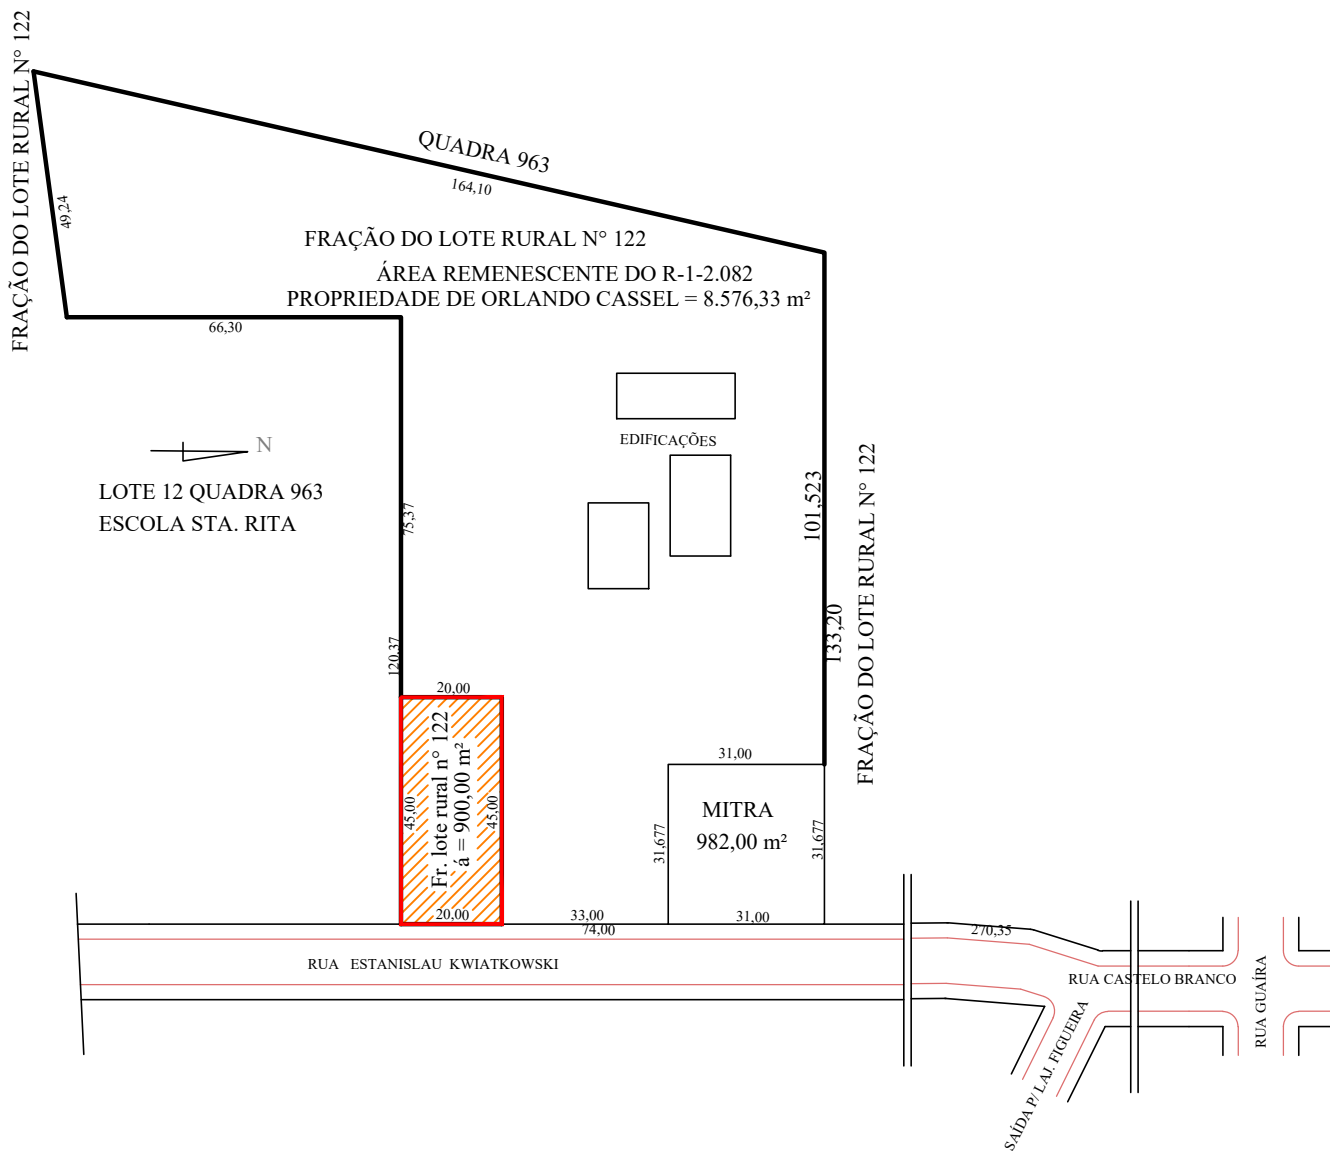 FRAÇÃO DO LOTE RURAL N° 122
QUADRA 963
164,10
49,24
FRAÇÃO DO LOTE RURAL N° 122
ÁREA REMENESCENTE DO R-1-2.082
PROPRIEDADE DE ORLANDO CASSEL = 8.576,33 m²
66,30
EDIFICAÇÕES
N
LOTE 12 QUADRA 963
ESCOLA STA. RITA
75,37
101,523
FRAÇÃO DO LOTE RURAL N° 122
133,20
120,37
20,00
Fr. lote rural n° 122
á = 900,00 m²
45,00
45,00
31,00
MITRA
982,00 m²
31,677
31,677
20,00
33,00
74,00
31,00
270,35
RUA ESTANISLAU KWIATKOWSKI
RUA CASTELO BRANCO
RUA GUAÍRA
SAÍDA P/ LAJ. FIGUEIRA